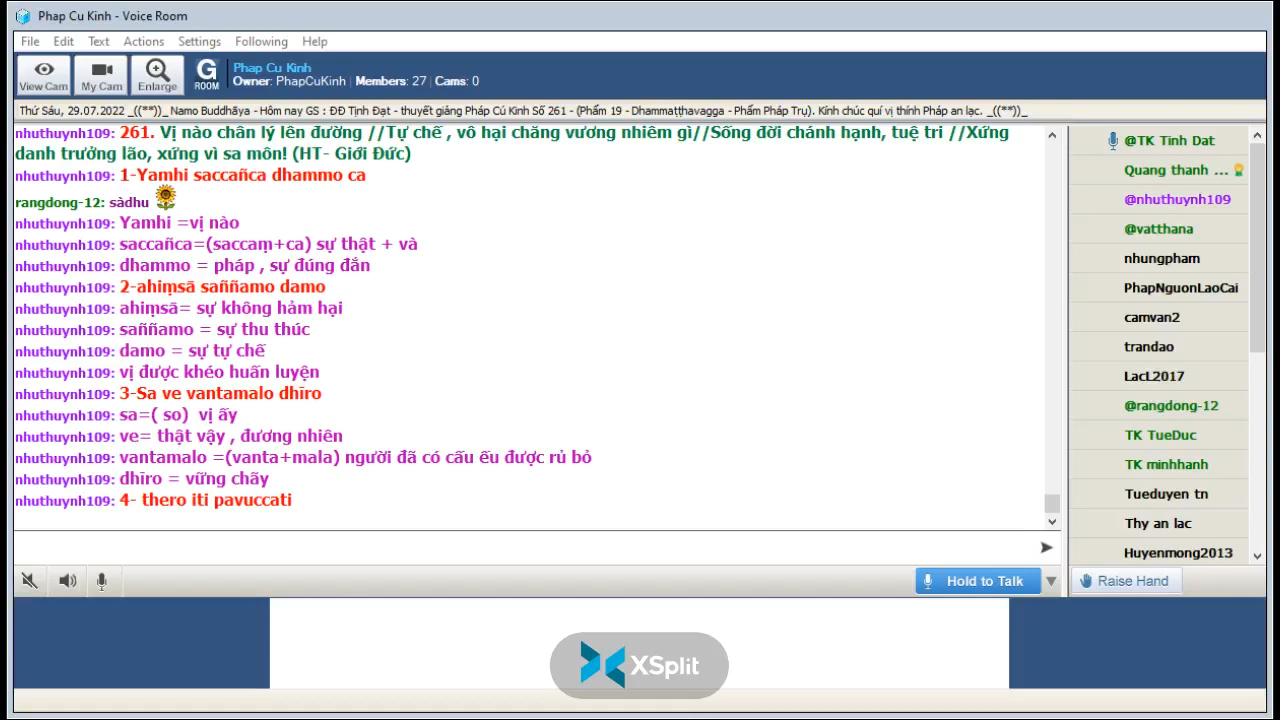 Phap Cu Kinh - Voice Room
File Edit Text Actions Settings Following Help
View Cam My Cam Enlarge G ROOM
Phap Cu Kinh
Owner: PhapCuKinh | Members: 27 | Cams: 0
Thứ Sáu, 29.07.2022 _((**))_ Namo Buddhāya - Hôm nay GS : ĐĐ Tịnh Đạt - thuyết giảng Pháp Cú Kinh Số 261 - (Phẩm 19 - Dhammaṭṭhavagga - Phẩm Pháp Trụ). Kính chúc quí vị thính Pháp an lạc. _((**))_
nhuthuynh109: 261. Vị nào chân lý lên đường //Tự chế , vô hại chăng vương nhiêm gì//Sống đời chánh hạnh, tuệ tri //Xứng
danh trưởng lão, xứng vì sa môn! (HT- Giới Đức)
nhuthuynh109: 1-Yamhi saccañca dhammo ca
rangdong-12: sàdhu
nhuthuynh109: Yamhi =vị nào
nhuthuynh109: saccañca=(saccaṃ+ca) sự thật + và
nhuthuynh109: dhammo = pháp , sự đúng đắn
nhuthuynh109: 2-ahiṃsā saññamo damo
nhuthuynh109: ahiṃsā= sự không hảm hại
nhuthuynh109: saññamo = sự thu thúc
nhuthuynh109: damo = sự tự chế
nhuthuynh109: vị được khéo huấn luyện
nhuthuynh109: 3-Sa ve vantamalo dhīro
nhuthuynh109: sa=( so) vị ấy
nhuthuynh109: ve= thật vậy , đương nhiên
nhuthuynh109: vantamalo =(vanta+mala) người đã có cấu ếu được rủ bỏ
nhuthuynh109: dhīro = vững chãy
nhuthuynh109: 4- thero iti pavuccati
@TK Tinh Dat
Quang thanh ...
@nhuthuynh109
@vatthana
nhungpham
PhapNguonLaoCai
camvan2
trandao
LacL2017
@rangdong-12
TK TueDuc
TK minhhanh
Tueduyen tn
Thy an lac
Huyenmong2013
Hold to Talk
Raise Hand
XSplit